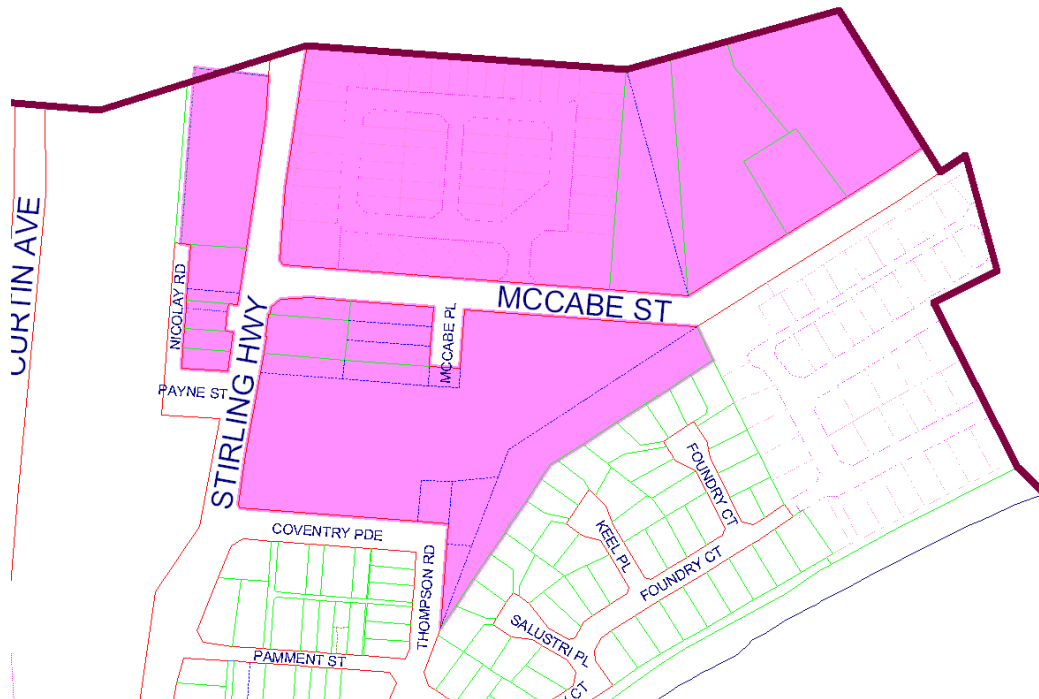 CURTIN AVE
NICOLAY RD
STIRLING HWY
MCCABE ST
MCCABE PL
PAYNE ST
COVENTRY PDE
THOMPSON RD
FOUNDRY CT
KEEL PL
FOUNDRY CT
SALUSTRI PL
PAMMENT ST
CT